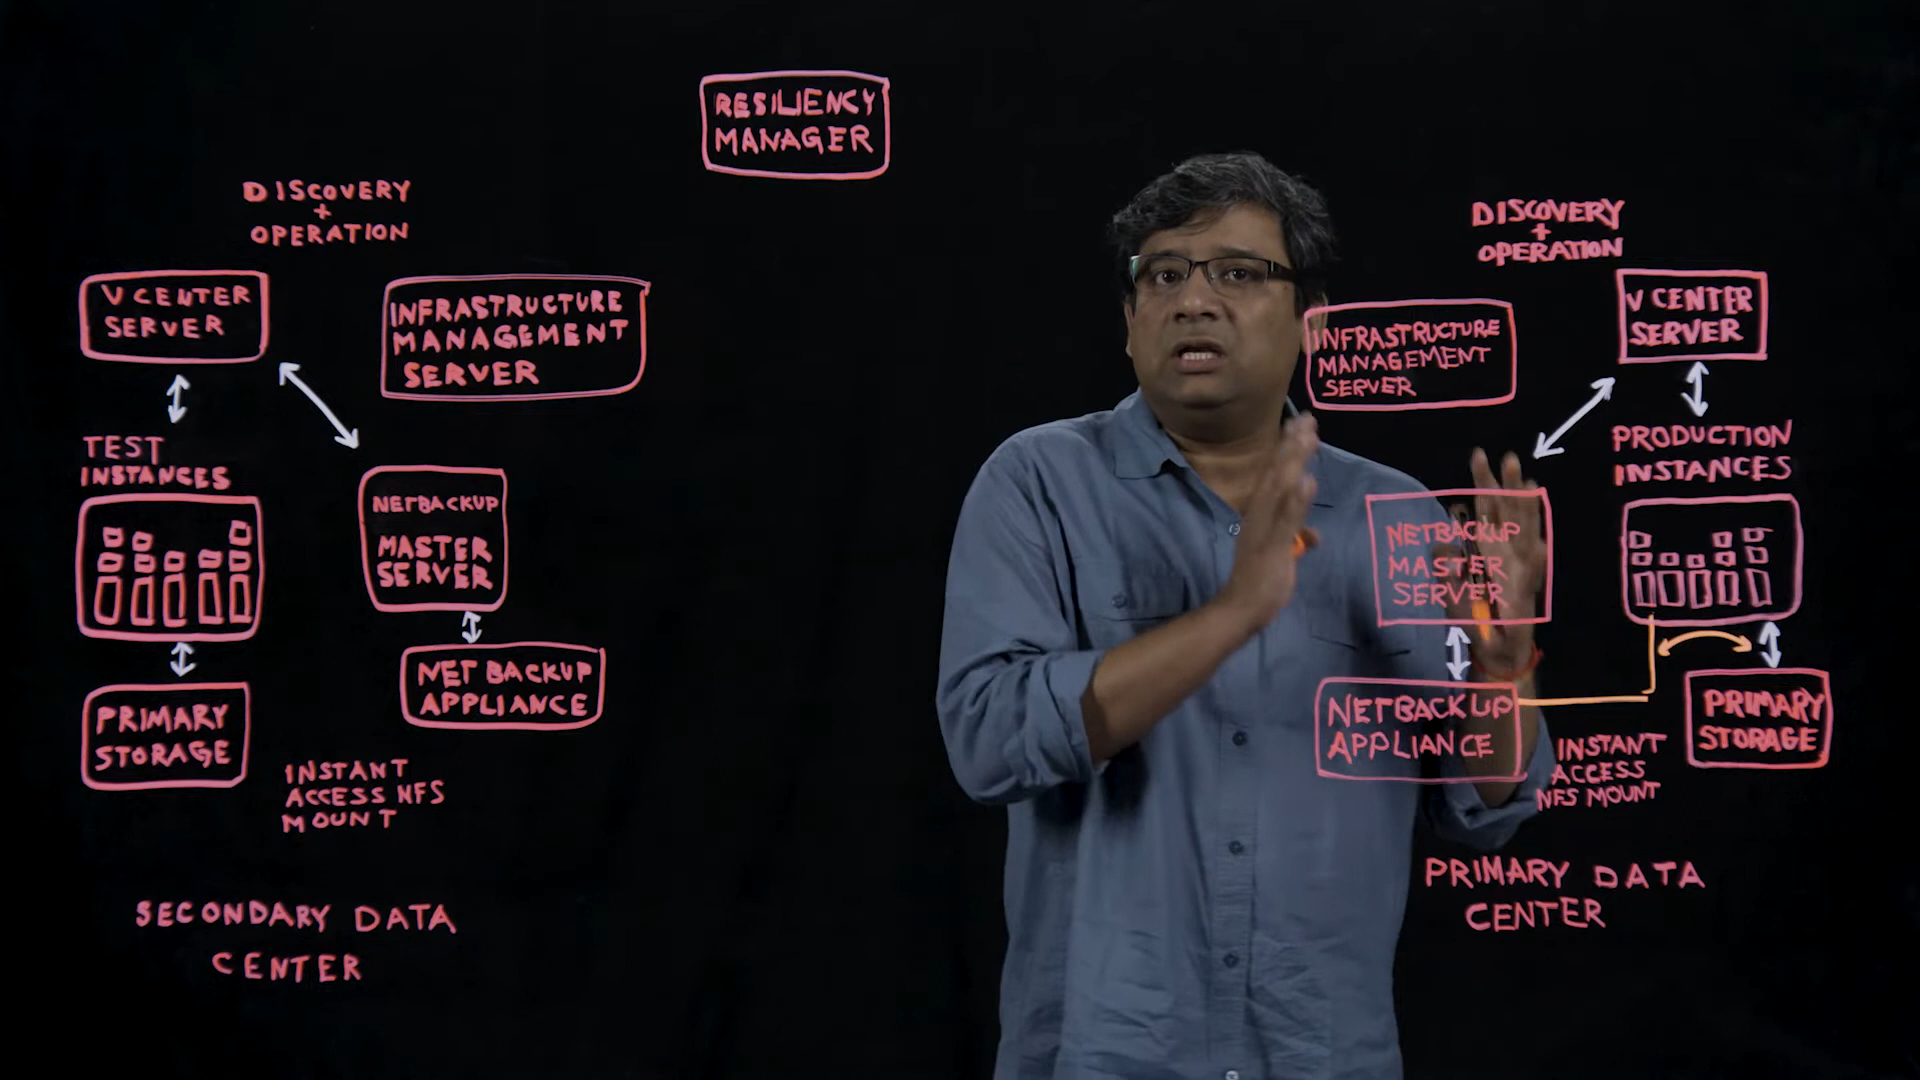 RESILIENCY
MANAGER
DISCOVERY
+
OPERATION
V CENTER
SERVER
INFRASTRUCTURE
MANAGEMENT
SERVER
TEST
INSTANCES
NETBACKUP
MASTER
SERVER
NET BACKUP
APPLIANCE
PRIMARY
STORAGE
INSTANT
ACCESS NFS
MOUNT
SECONDARY DATA
CENTER
DISCOVERY
+
OPERATION
INFRASTRUCTURE
MANAGEMENT
SERVER
V CENTER
SERVER
PRODUCTION
INSTANCES
NETBACKUP
MASTER
SERVER
NETBACKUP
APPLIANCE
PRIMARY
STORAGE
INSTANT
ACCESS
NFS MOUNT
PRIMARY DATA
CENTER